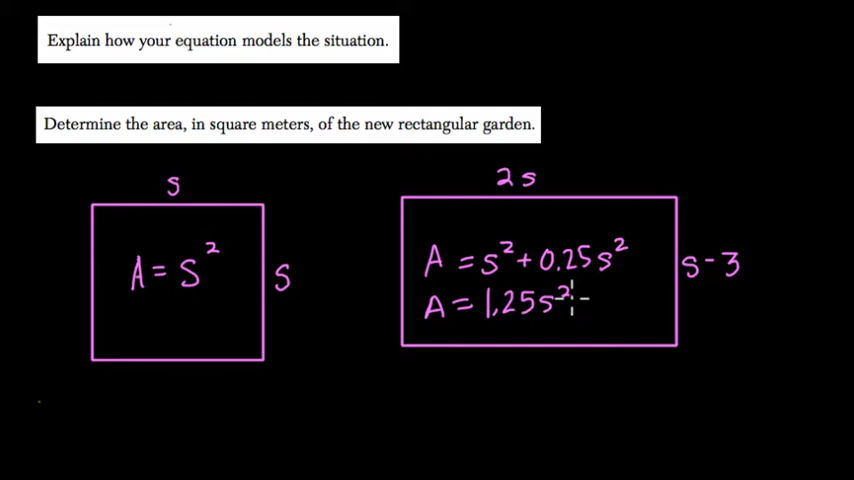 Explain how your equation models the situation.
Determine the area, in square meters, of the new rectangular garden.
s
2s
A = s²
s
A = s² + 0.25s²
s - 3
A = 1.25s²